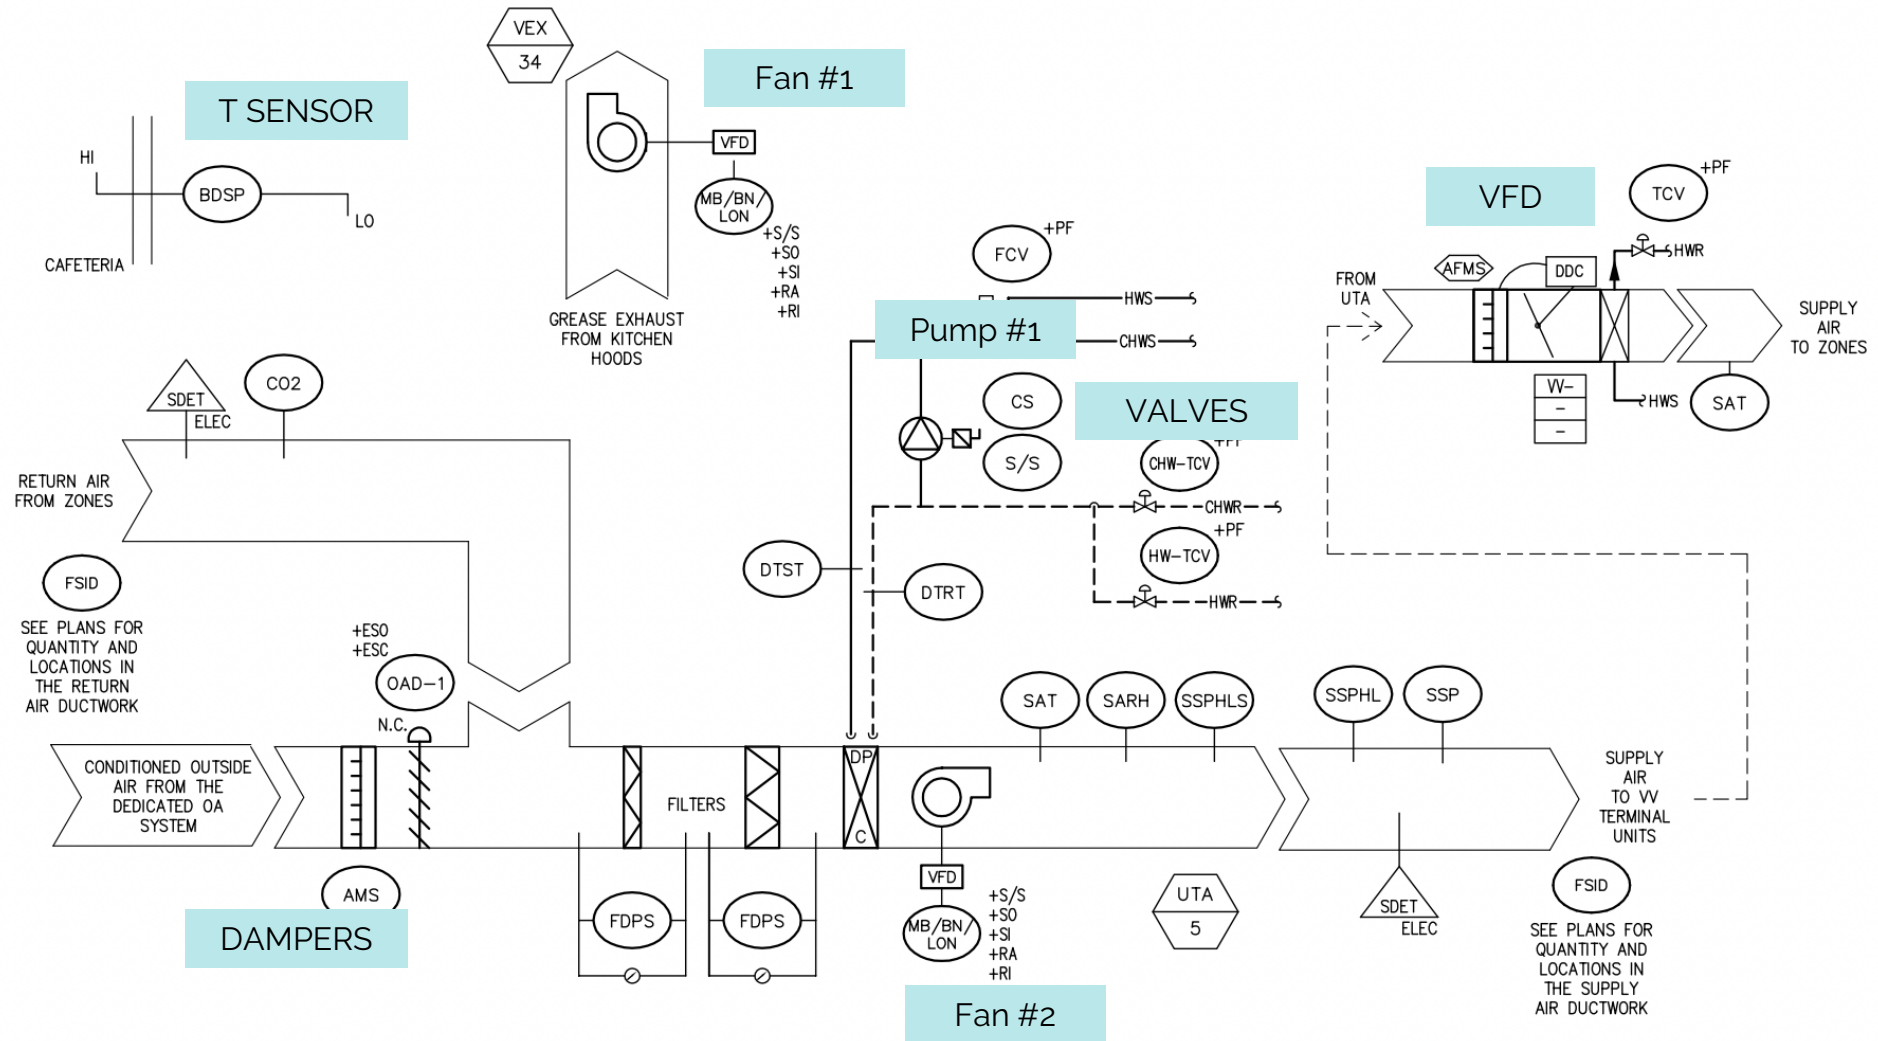 VEX
34
Fan #1
T SENSOR
HI
BDSP
LO
CAFETERIA
VFD
MB/BN/
LON
+S/S
+SO
+SI
+RA
+RI
GREASE EXHAUST
FROM KITCHEN
HOODS
VFD
TCV
+PF
HWR
AFMS
DDC
FROM
UTA
SUPPLY
AIR
TO ZONES
VV-
-
-
HWS
SAT
FCV
+PF
HWS
Pump #1
CHWS
CS
S/S
VALVES
+PF
CHW-TCV
CHWR
+PF
HW-TCV
HWR
SDET
ELEC
CO2
RETURN AIR
FROM ZONES
FSID
SEE PLANS FOR
QUANTITY AND
LOCATIONS IN
THE RETURN
AIR DUCTWORK
+ESO
+ESC
OAD-1
N.C.
DTST
DTRT
CONDITIONED OUTSIDE
AIR FROM THE
DEDICATED OA
SYSTEM
AMS
DAMPERS
FILTERS
FDPS
FDPS
DP
C
VFD
MB/BN/
LON
+S/S
+SO
+SI
+RA
+RI
Fan #2
SAT
SARH
SSPHLS
SSPHL
SSP
UTA
5
SDET
ELEC
SUPPLY
AIR
TO VV
TERMINAL
UNITS
FSID
SEE PLANS FOR
QUANTITY AND
LOCATIONS IN
THE SUPPLY
AIR DUCTWORK